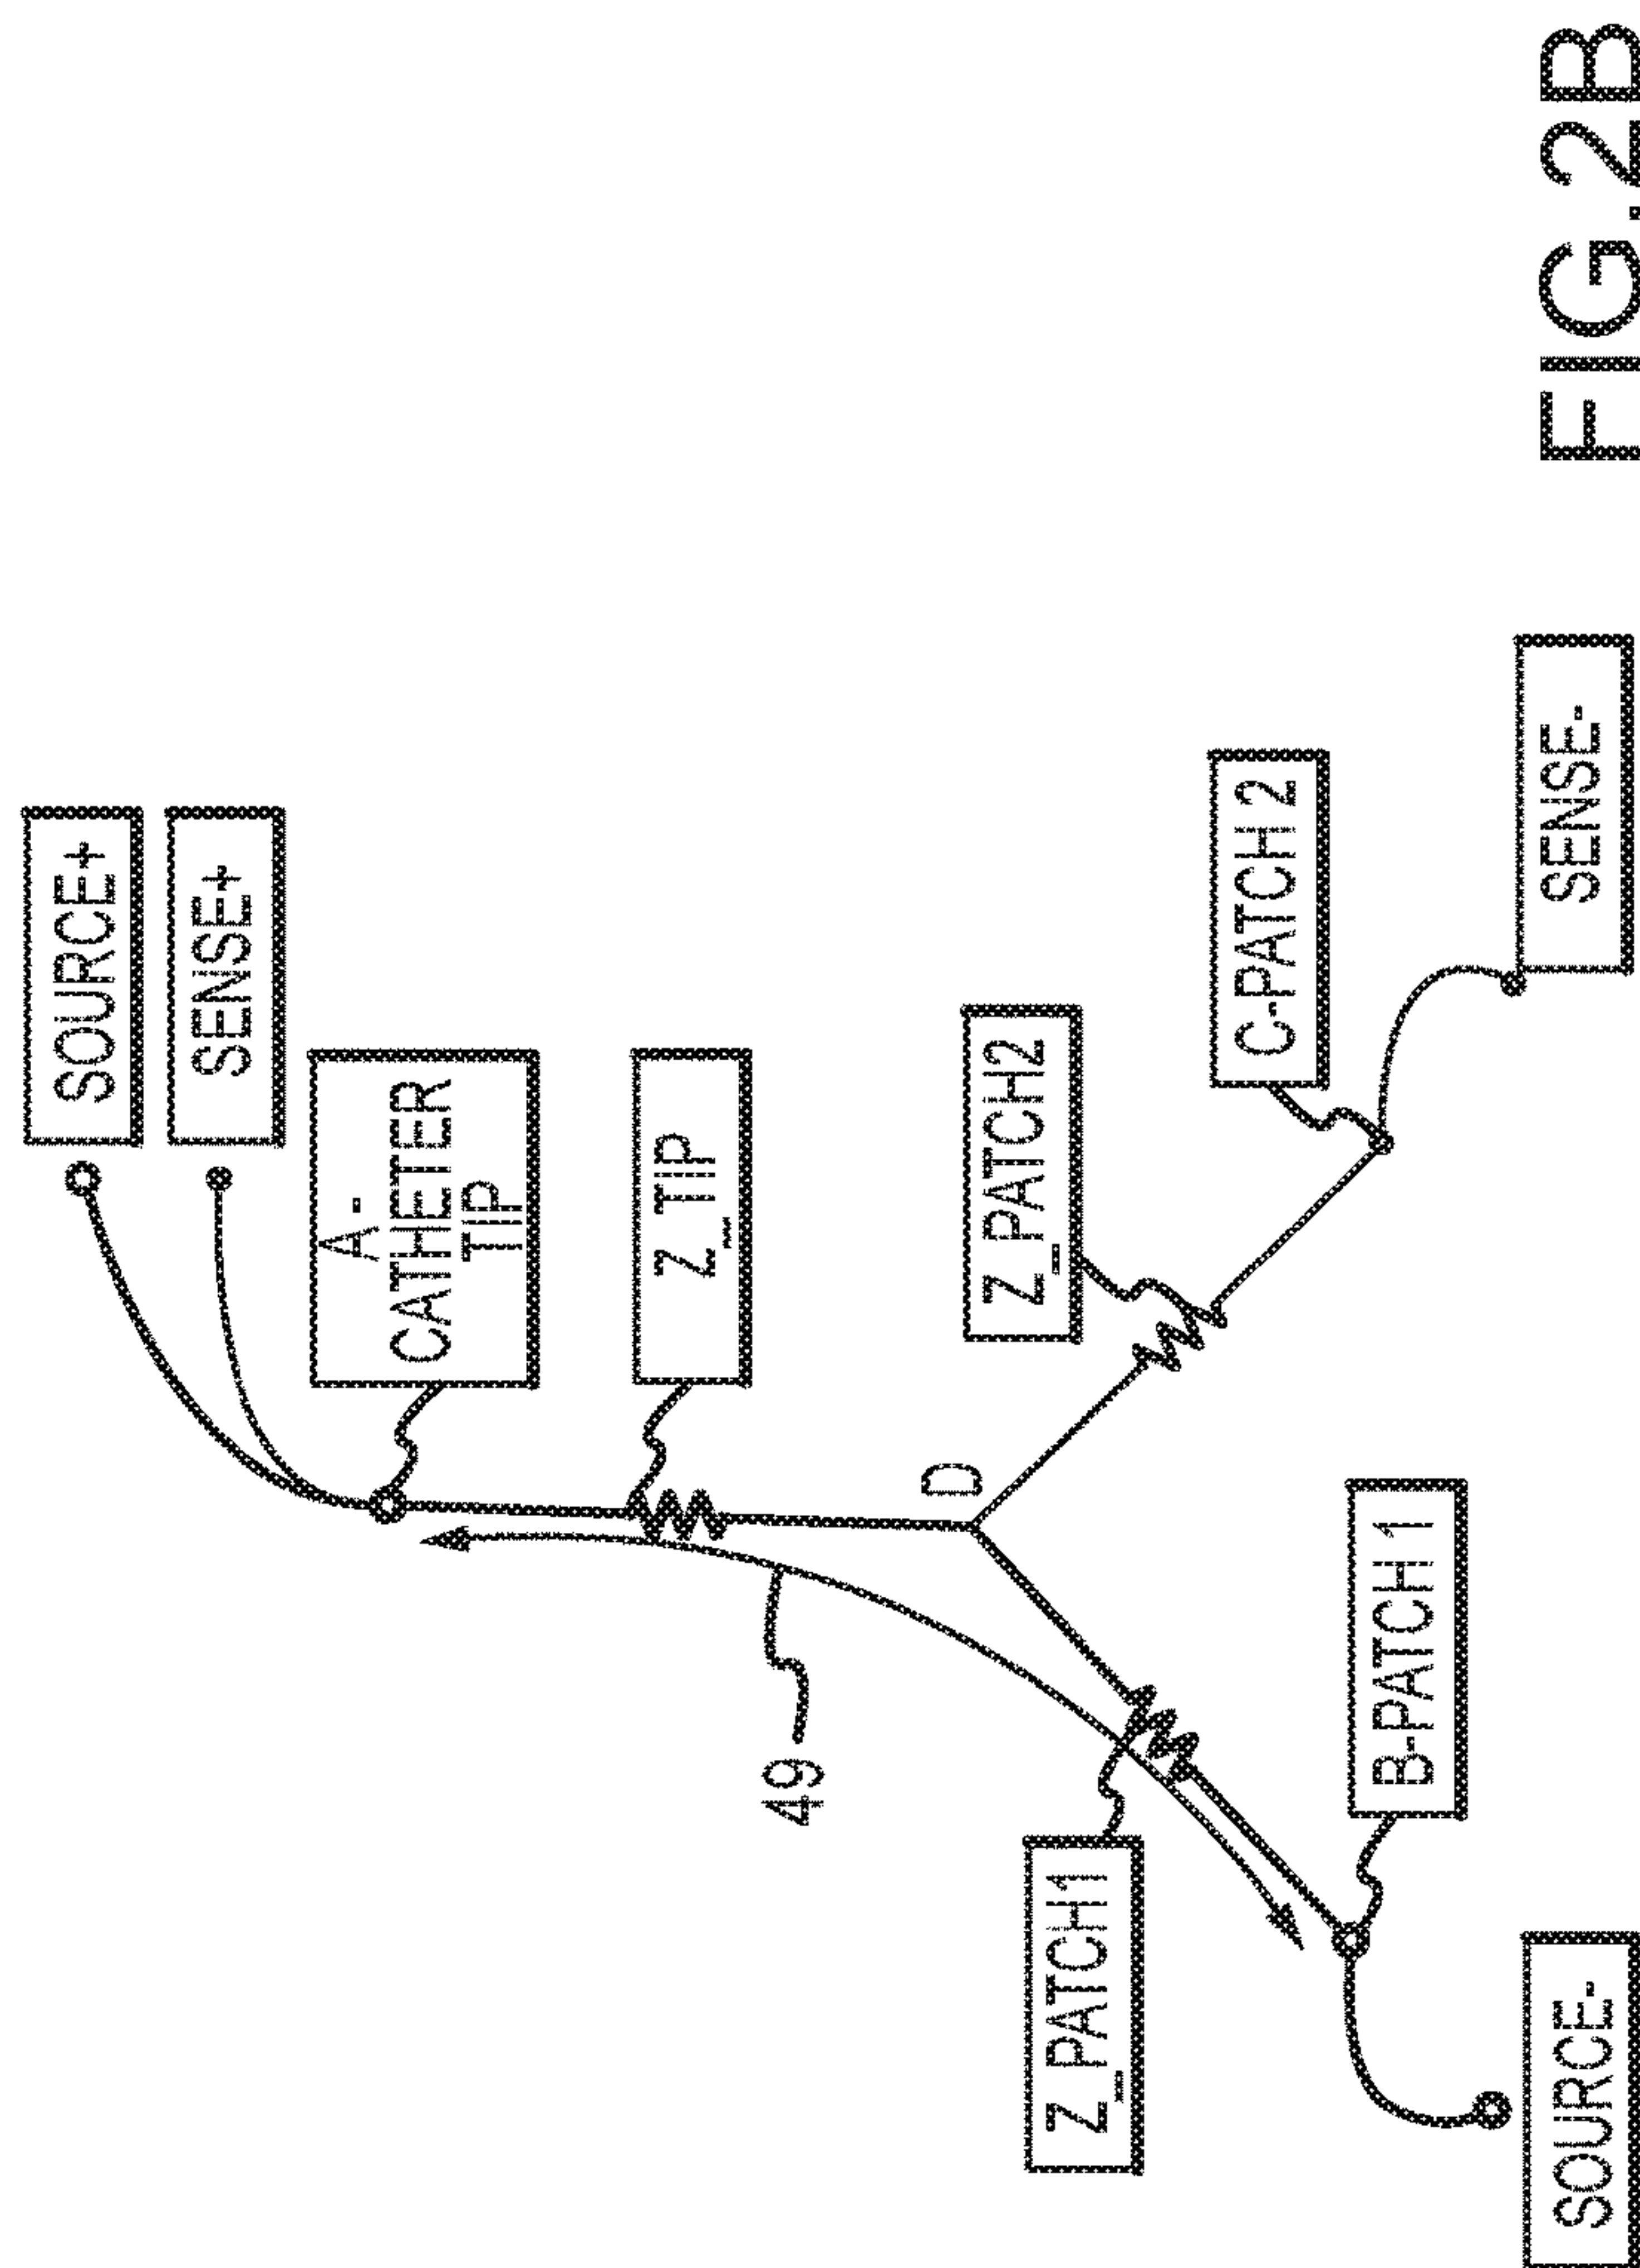 SOURCE+
SENSE+
A-
CATHETER
TIP
Z_TIP
Z_PATCH2
C-PATCH 2
SENSE-
D
49
Z_PATCH1
B-PATCH 1
SOURCE-
FIG.2B